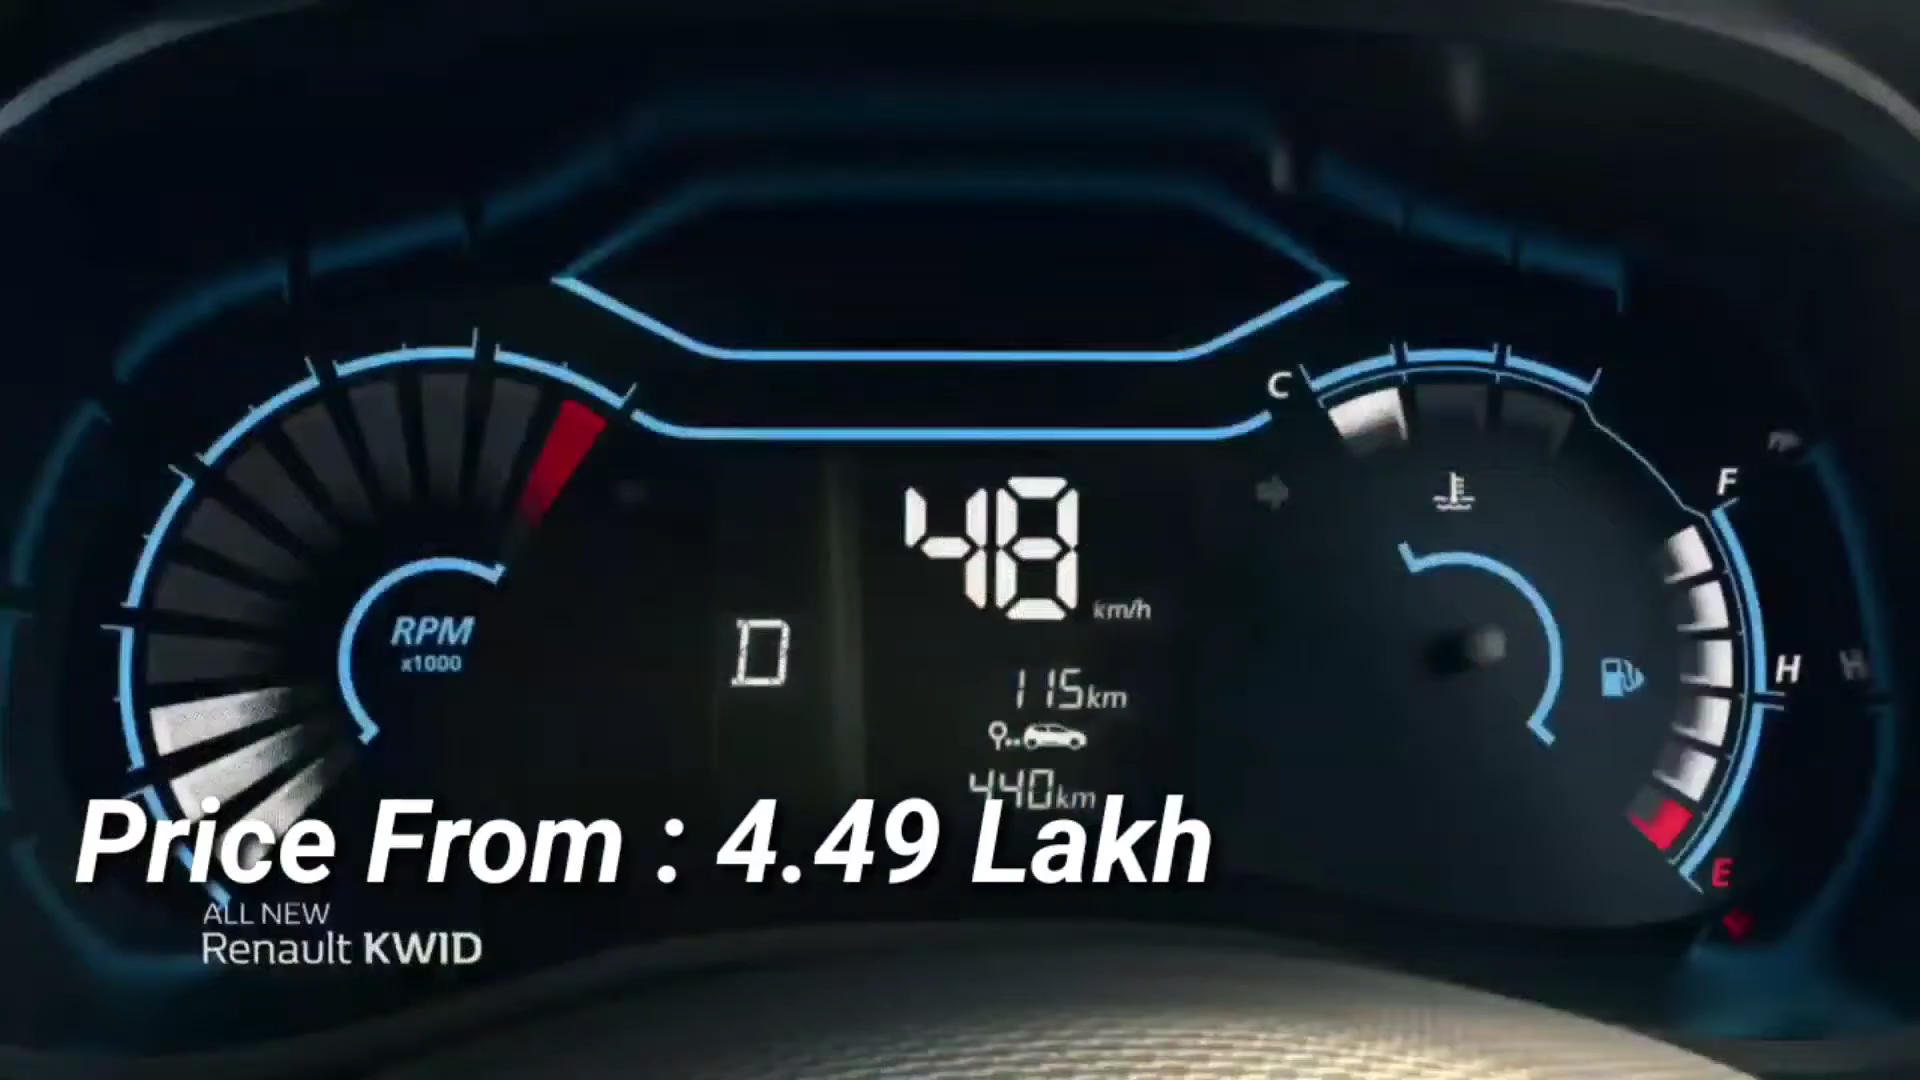 C
F
48
km/h
RPM
x1000
D
H
115km
440km
Price From : 4.49 Lakh
E
ALL NEW
Renault KWID